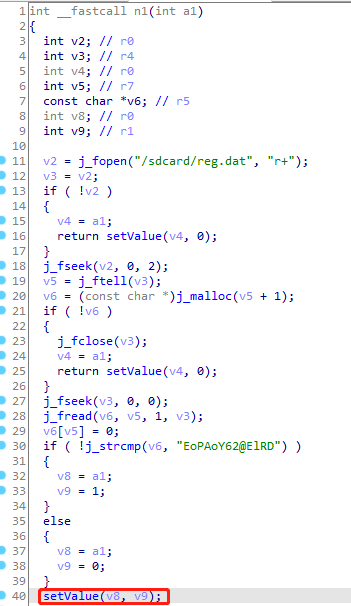 1 int __fastcall n1(int a1)
2 {
3   int v2; // r0
4   int v3; // r4
5   int v4; // r0
6   int v5; // r7
7   const char *v6; // r5
8   int v8; // r0
9   int v9; // r1
10
11   v2 = j_fopen("/sdcard/reg.dat", "r+");
12   v3 = v2;
13   if ( !v2 )
14   {
15     v4 = a1;
16     return setValue(v4, 0);
17   }
18   j_fseek(v2, 0, 2);
19   v5 = j_ftell(v3);
20   v6 = (const char *)j_malloc(v5 + 1);
21   if ( !v6 )
22   {
23     j_fclose(v3);
24     v4 = a1;
25     return setValue(v4, 0);
26   }
27   j_fseek(v3, 0, 0);
28   j_fread(v6, v5, 1, v3);
29   v6[v5] = 0;
30   if ( !j_strcmp(v6, "EoPAoY62@ElRD") )
31   {
32     v8 = a1;
33     v9 = 1;
34   }
35   else
36   {
37     v8 = a1;
38     v9 = 0;
39   }
40   setValue(v8, v9);